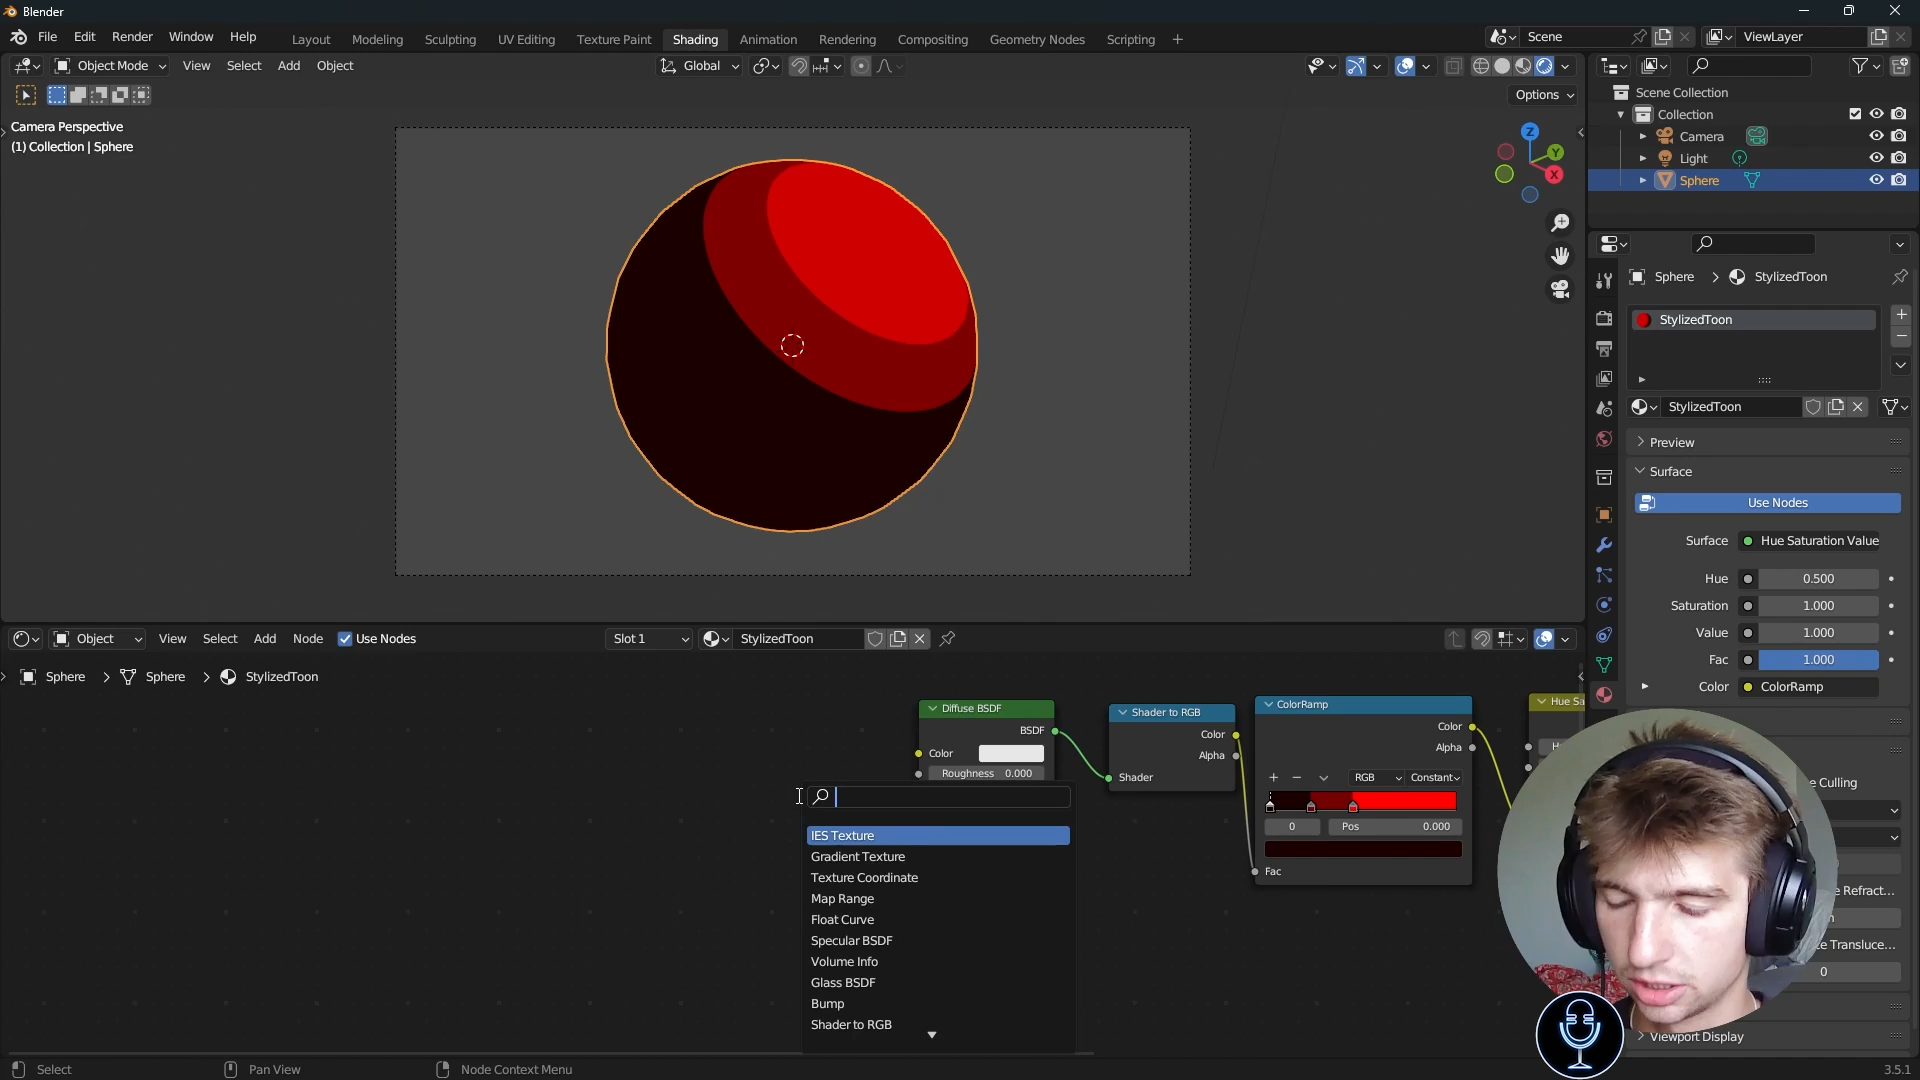 Blender
File Edit Render Window Help Layout Modeling Sculpting UV Editing Texture Paint Shading Animation Rendering Compositing Geometry Nodes Scripting + Scene ViewLayer
Object Mode View Select Add Object Global
Options
Camera Perspective
(1) Collection | Sphere
Z
Y
X
Scene Collection
Collection
Camera
Light
Sphere
Sphere > StylizedToon
StylizedToon
StylizedToon
Preview
Surface
Use Nodes
Surface Hue Saturation Value
Hue 0.500
Saturation 1.000
Value 1.000
Fac 1.000
Color ColorRamp
e Culling
e Refract...
e Transluce...
0
Viewport Display
Object View Select Add Node Use Nodes Slot 1 StylizedToon
Sphere > Sphere > StylizedToon
Diffuse BSDF
BSDF
Color
Roughness 0.000
Shader to RGB
Color
Alpha
Shader
ColorRamp
Color
Alpha
+ − RGB Constant
0 Pos 0.000
Fac
Hue Sa
IES Texture
Gradient Texture
Texture Coordinate
Map Range
Float Curve
Specular BSDF
Volume Info
Glass BSDF
Bump
Shader to RGB
Select Pan View Node Context Menu 3.5.1